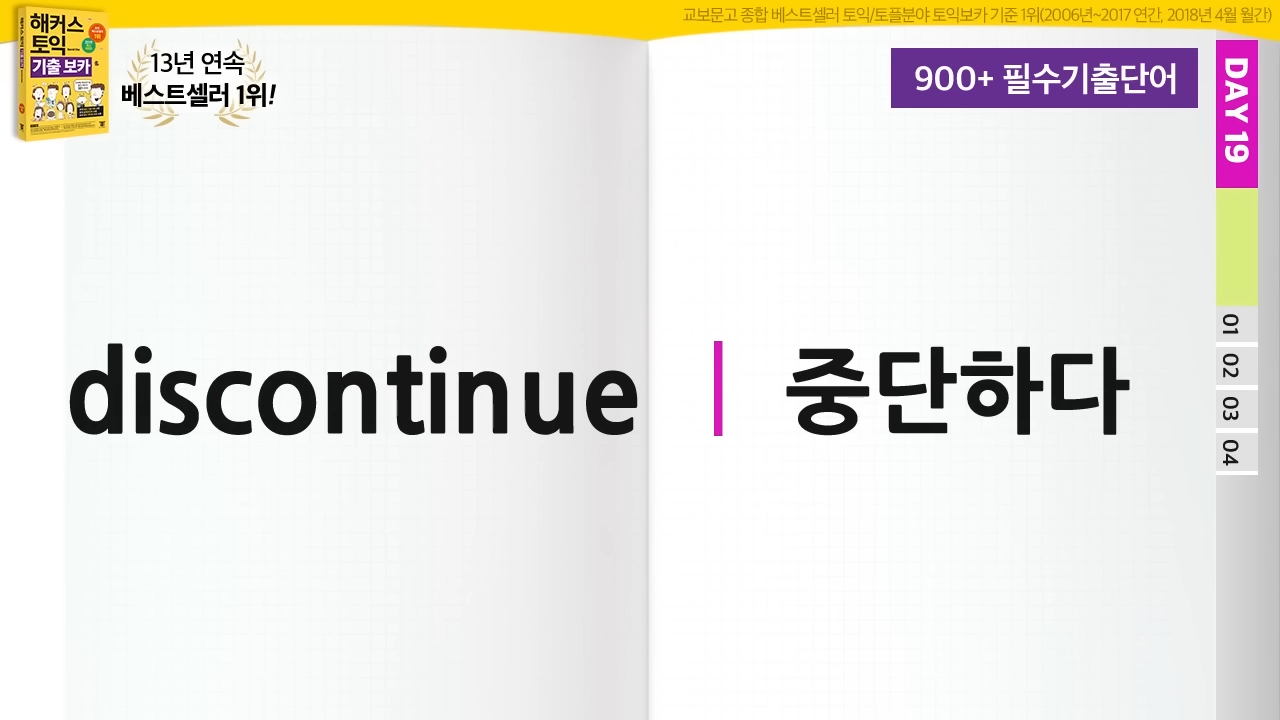 교보문고 종합 베스트셀러 토익/토플분야 토익보카 기준 1위(2006년~2017 연간, 2018년 4월 월간)
해커스
토익
기출 보카
13년 연속
베스트셀러 1위!
900+ 필수기출단어
DAY 19
discontinue
중단하다
01
02
03
04